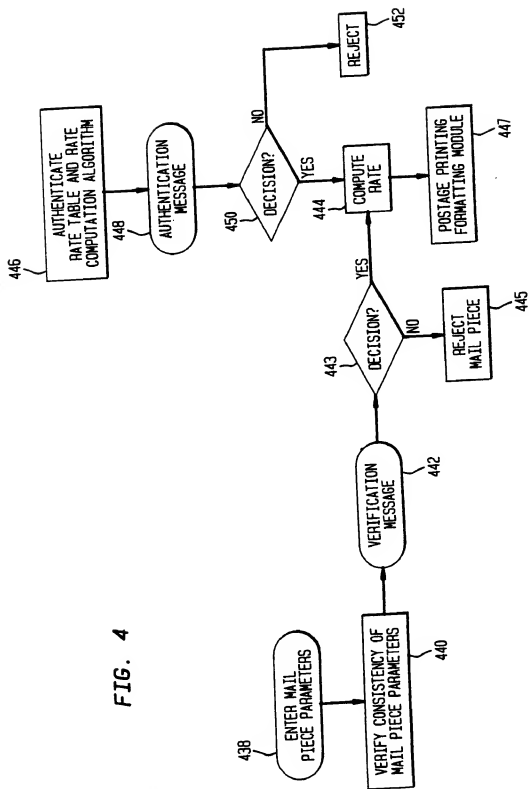 FIG. 4
438
ENTER MAIL
PIECE PARAMETERS
VERIFY CONSISTENCY OF
MAIL PIECE PARAMETERS
440
VERIFICATION
MESSAGE
442
443
DECISION?
YES
NO
REJECT
MAIL PIECE
445
446
AUTHENTICATE
RATE TABLE AND RATE
COMPUTATION ALGORITHM
448
AUTHENTICATION
MESSAGE
450
DECISION?
NO
YES
REJECT
452
COMPUTE
RATE
444
POSTAGE PRINTING
FORMATTING MODULE
447